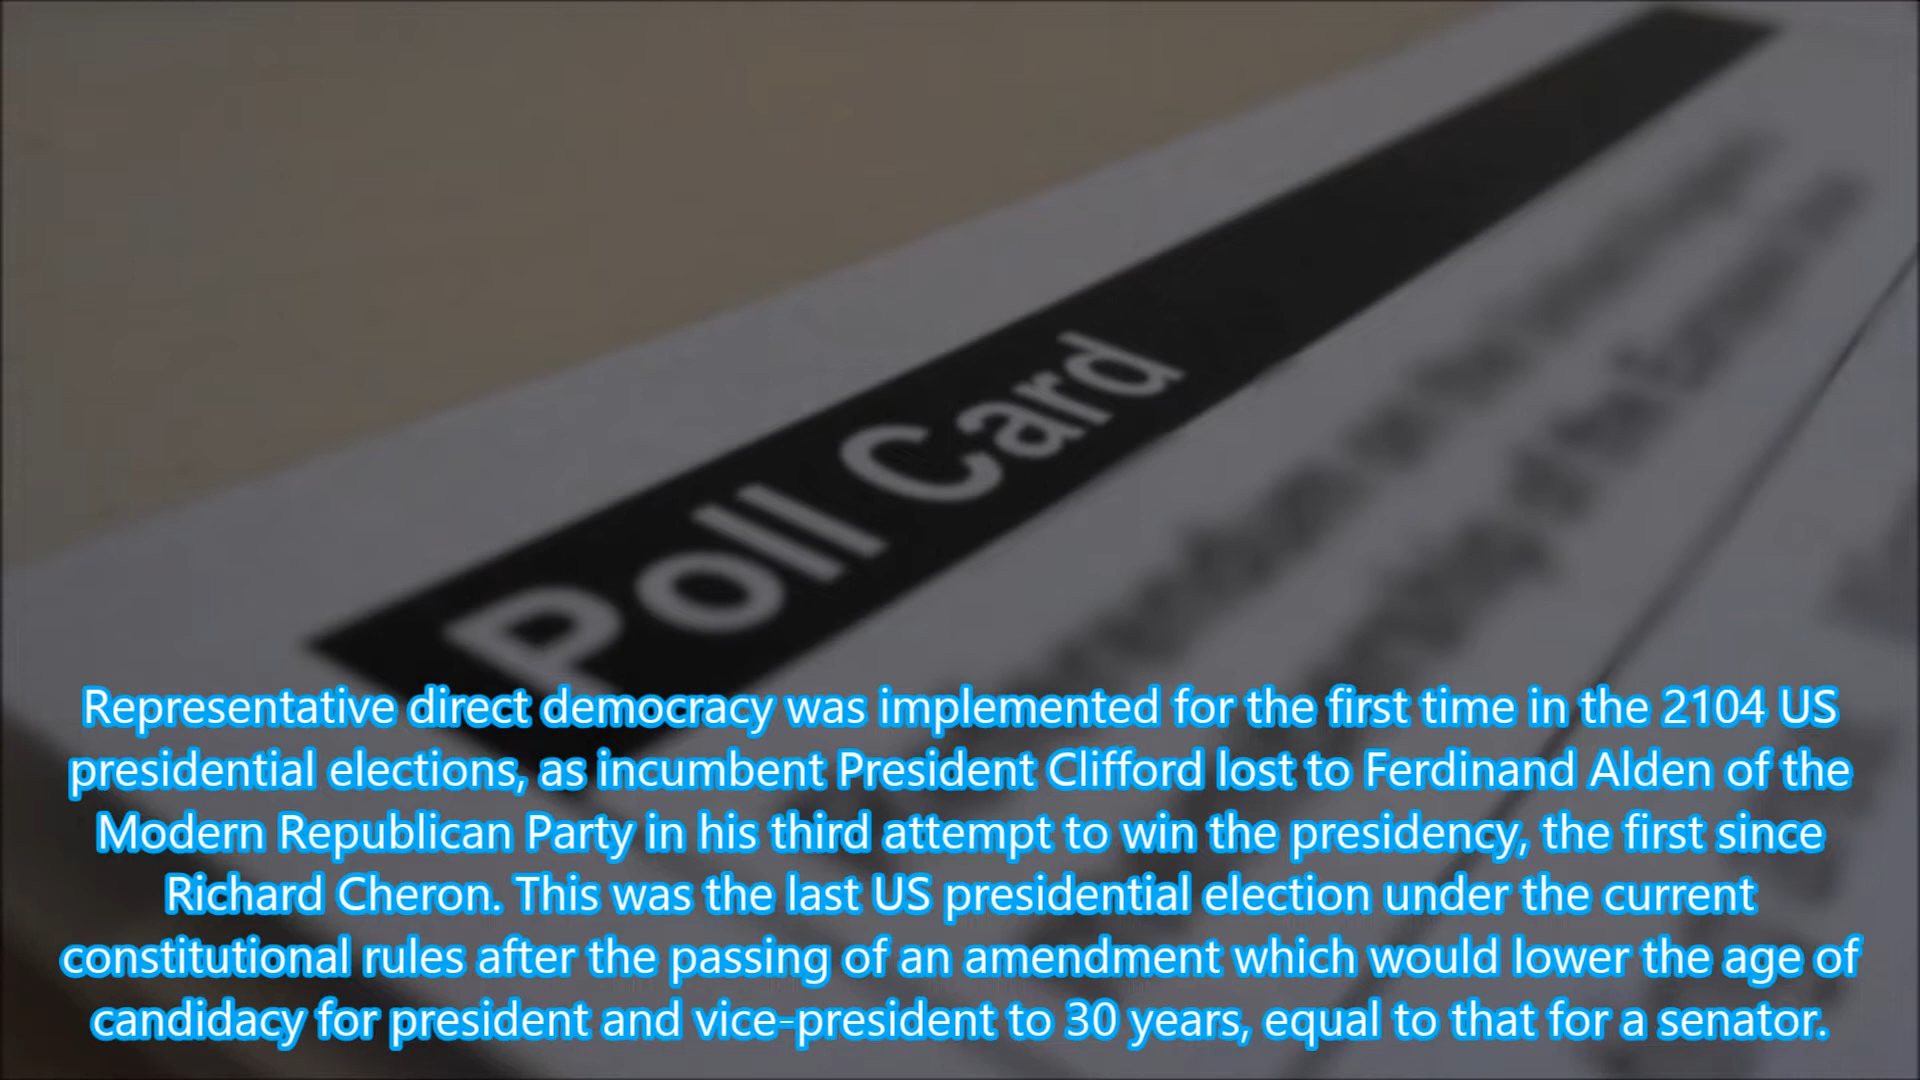 Poll Card
Representative direct democracy was implemented for the first time in the 2104 US
presidential elections, as incumbent President Clifford lost to Ferdinand Alden of the
Modern Republican Party in his third attempt to win the presidency, the first since
Richard Cheron. This was the last US presidential election under the current
constitutional rules after the passing of an amendment which would lower the age of
candidacy for president and vice-president to 30 years, equal to that for a senator.